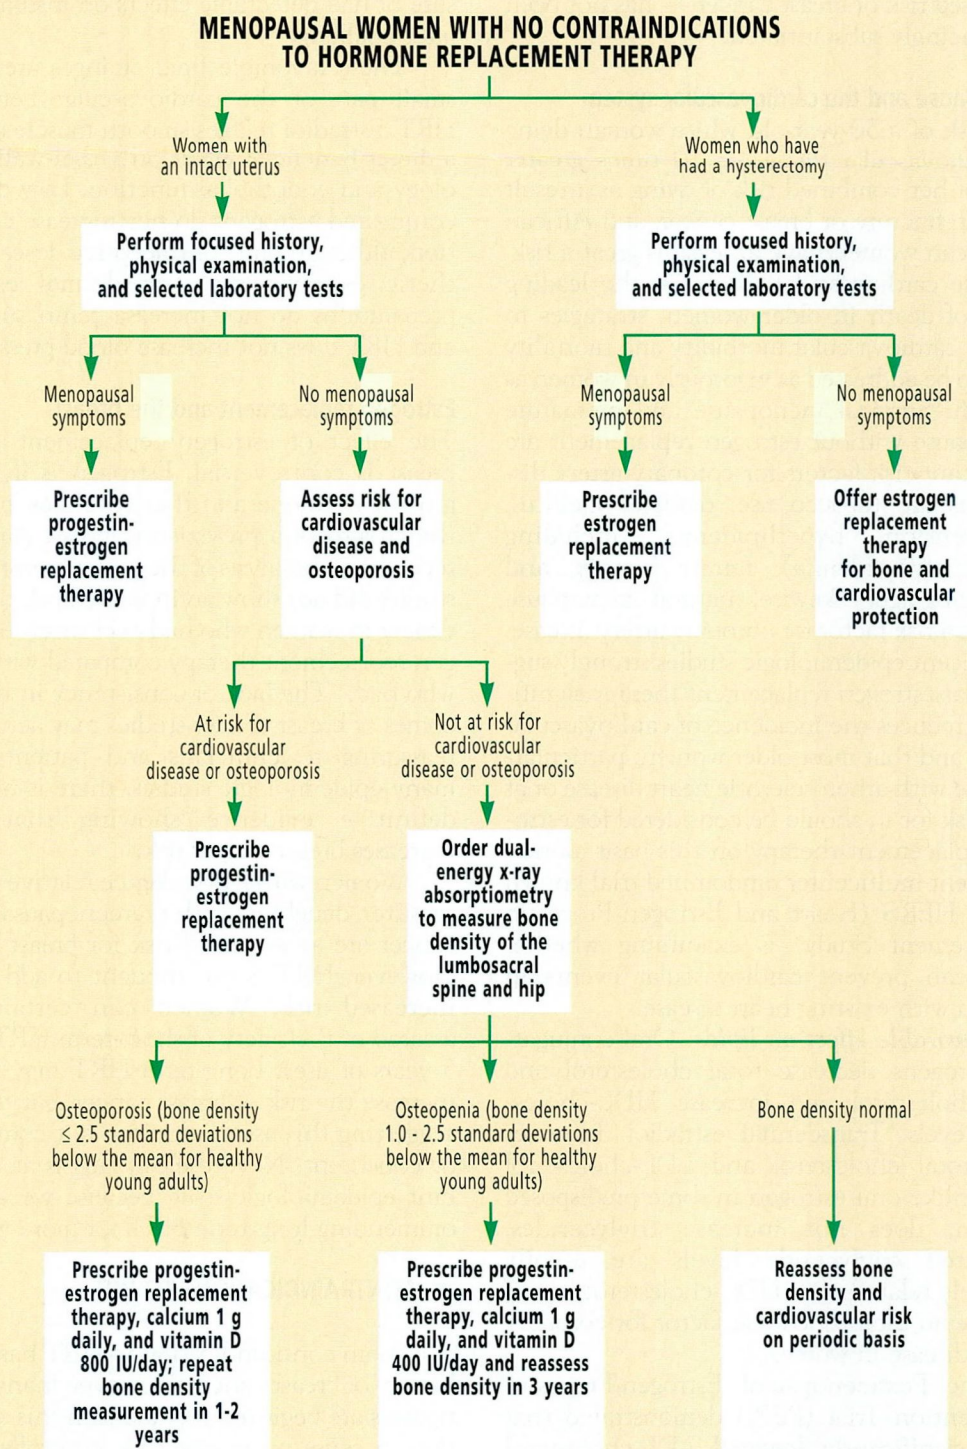 MENOPAUSAL WOMEN WITH NO CONTRAINDICATIONS
TO HORMONE REPLACEMENT THERAPY
Women with
an intact uterus
Women who have
had a hysterectomy
Perform focused history,
physical examination,
and selected laboratory tests
Perform focused history,
physical examination,
and selected laboratory tests
Menopausal
symptoms
No menopausal
symptoms
Menopausal
symptoms
No menopausal
symptoms
Prescribe
progestin-
estrogen
replacement
therapy
Assess risk for
cardiovascular
disease and
osteoporosis
Prescribe
estrogen
replacement
therapy
Offer estrogen
replacement
therapy
for bone and
cardiovascular
protection
At risk for
cardiovascular
disease or osteoporosis
Not at risk for
cardiovascular
disease or osteoporosis
Prescribe
progestin-
estrogen
replacement
therapy
Order dual-
energy x-ray
absorptiometry
to measure bone
density of the
lumbosacral
spine and hip
Osteoporosis (bone density
≤ 2.5 standard deviations
below the mean for healthy
young adults)
Osteopenia (bone density
1.0 - 2.5 standard deviations
below the mean for healthy
young adults)
Bone density normal
Prescribe progestin-
estrogen replacement
therapy, calcium 1 g
daily, and vitamin D
800 IU/day; repeat
bone density
measurement in 1-2
years
Prescribe progestin-
estrogen replacement
therapy, calcium 1 g
daily, and vitamin D
400 IU/day and reassess
bone density in 3 years
Reassess bone
density and
cardiovascular risk
on periodic basis